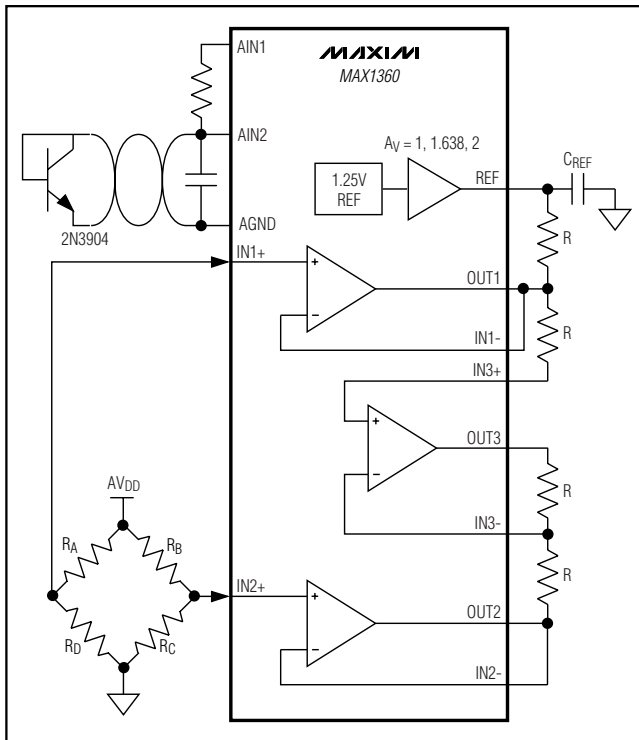 MAXIM
MAX1360
AIN1
AIN2
AGND
2N3904
1.25V
REF
AV = 1, 1.638, 2
REF
CREF
R
IN1+
OUT1
IN1-
R
IN3+
OUT3
R
IN3-
R
AVDD
RA
RB
RD
RC
IN2+
OUT2
IN2-